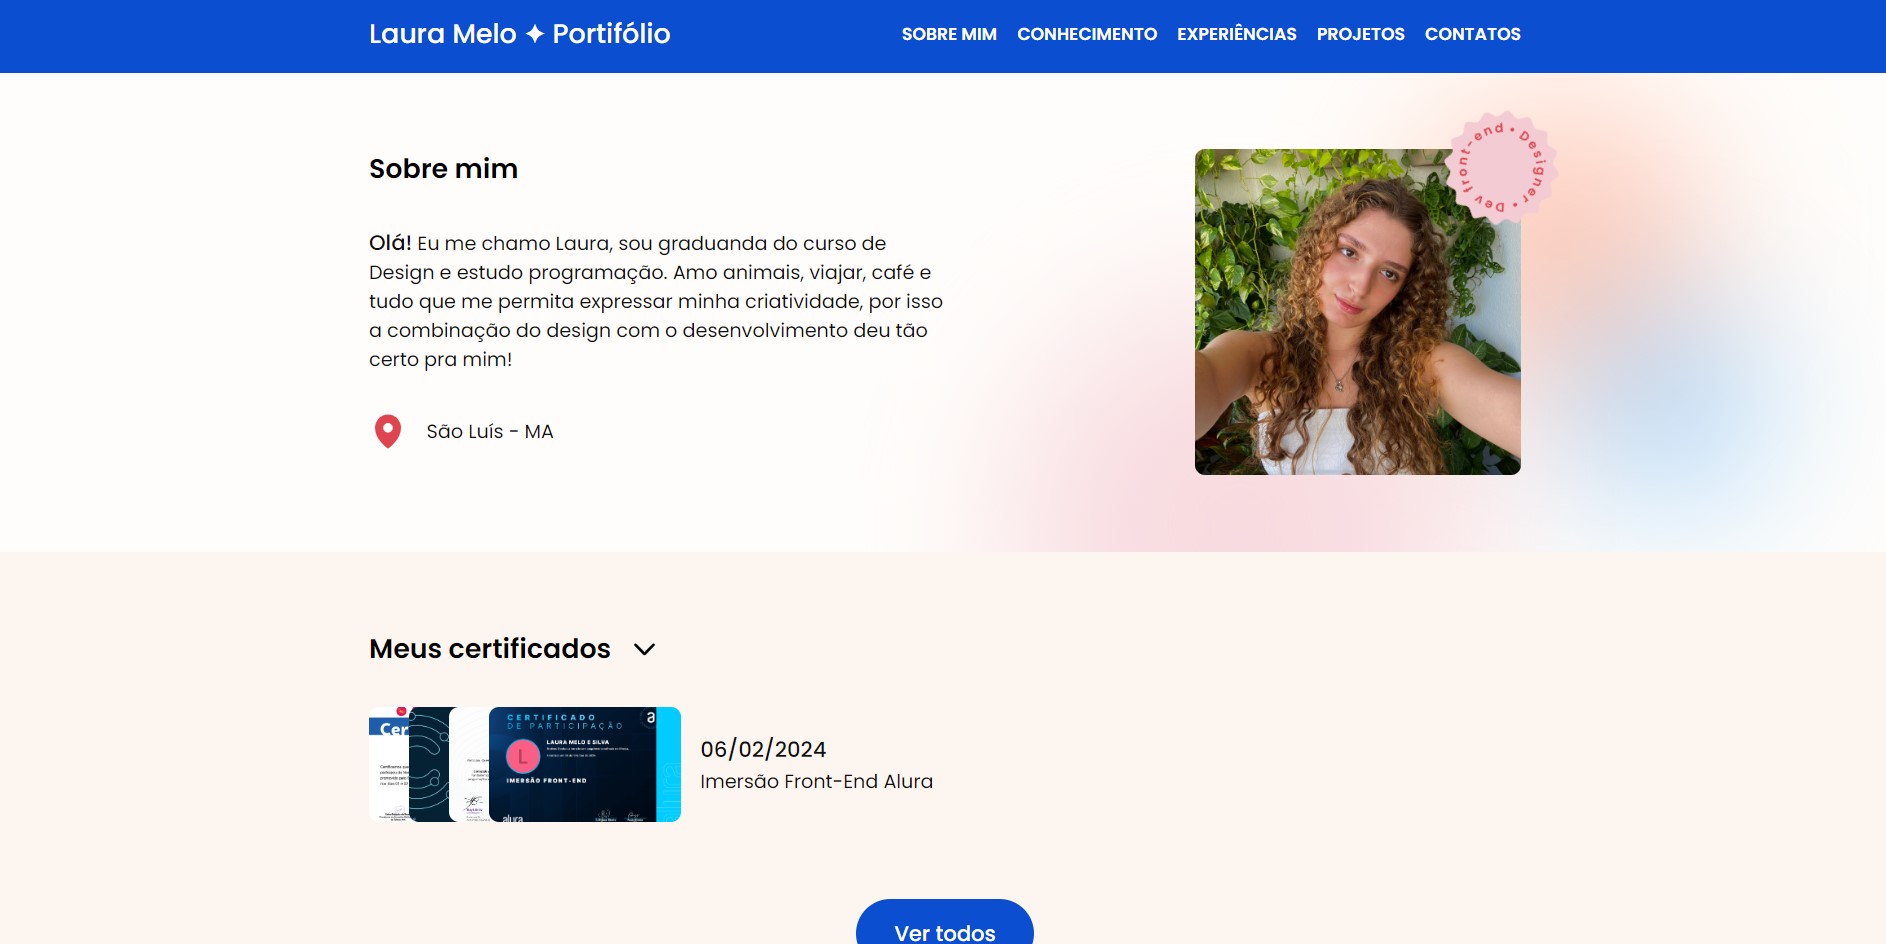 Laura Melo ✦ Portifólio
SOBRE MIM CONHECIMENTO EXPERIÊNCIAS PROJETOS CONTATOS
Sobre mim
Olá! Eu me chamo Laura, sou graduanda do curso de
Design e estudo programação. Amo animais, viajar, café e
tudo que me permita expressar minha criatividade, por isso
a combinação do design com o desenvolvimento deu tão
certo pra mim!
São Luís - MA
Dev front-end • Designer •
Meus certificados
Cer
CERTIFICADO
DE PARTICIPAÇÃO
a
L
LAURA MELO E SILVA
IMERSÃO FRONT-END
alura
06/02/2024
Imersão Front-End Alura
Ver todos